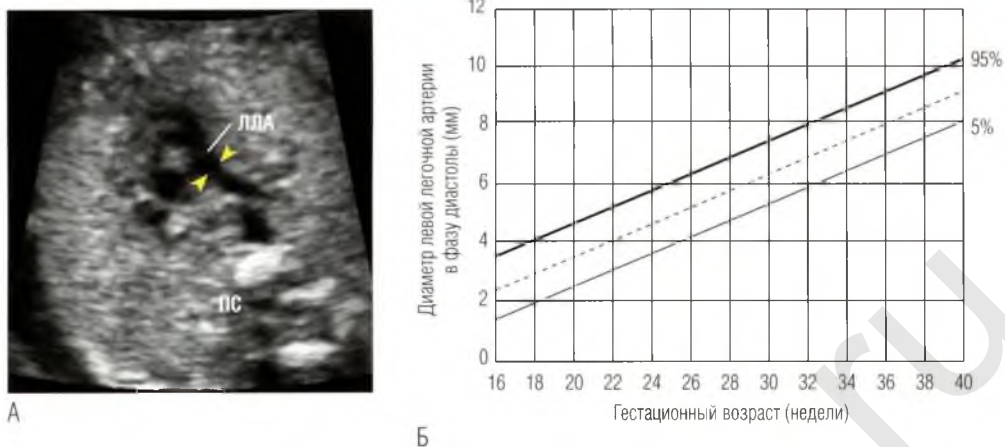 ЛЛА
ПС
А
Диаметр левой легочной артерии
в фазу диастолы (мм)
12
10
8
6
4
2
0
95%
5%
16 18 20 22 24 26 28 30 32 34 36 38 40
Гестационный возраст (недели)
Б
ru